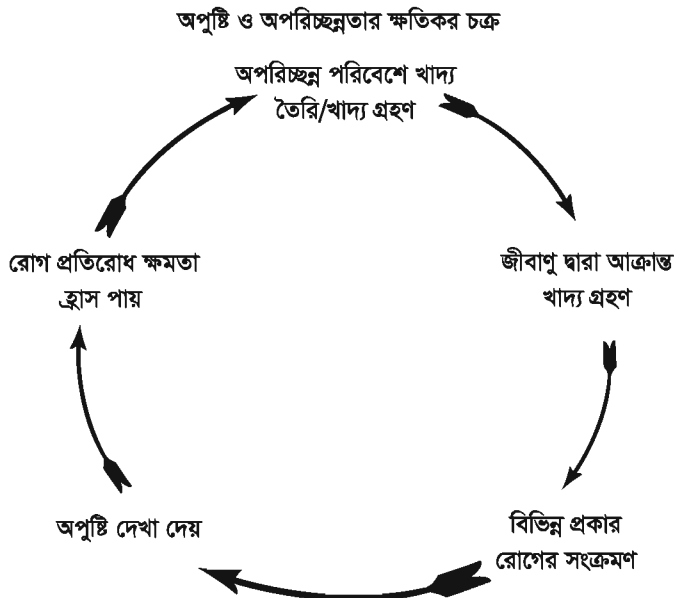 অপুষ্টি ও অপরিচ্ছন্নতার ক্ষতিকর চক্র
অপরিচ্ছন্ন পরিবেশে খাদ্য
তৈরি/খাদ্য গ্রহণ
জীবাণু দ্বারা আক্রান্ত
খাদ্য গ্রহণ
বিভিন্ন প্রকার
রোগের সংক্রমণ
অপুষ্টি দেখা দেয়
রোগ প্রতিরোধ ক্ষমতা
হ্রাস পায়